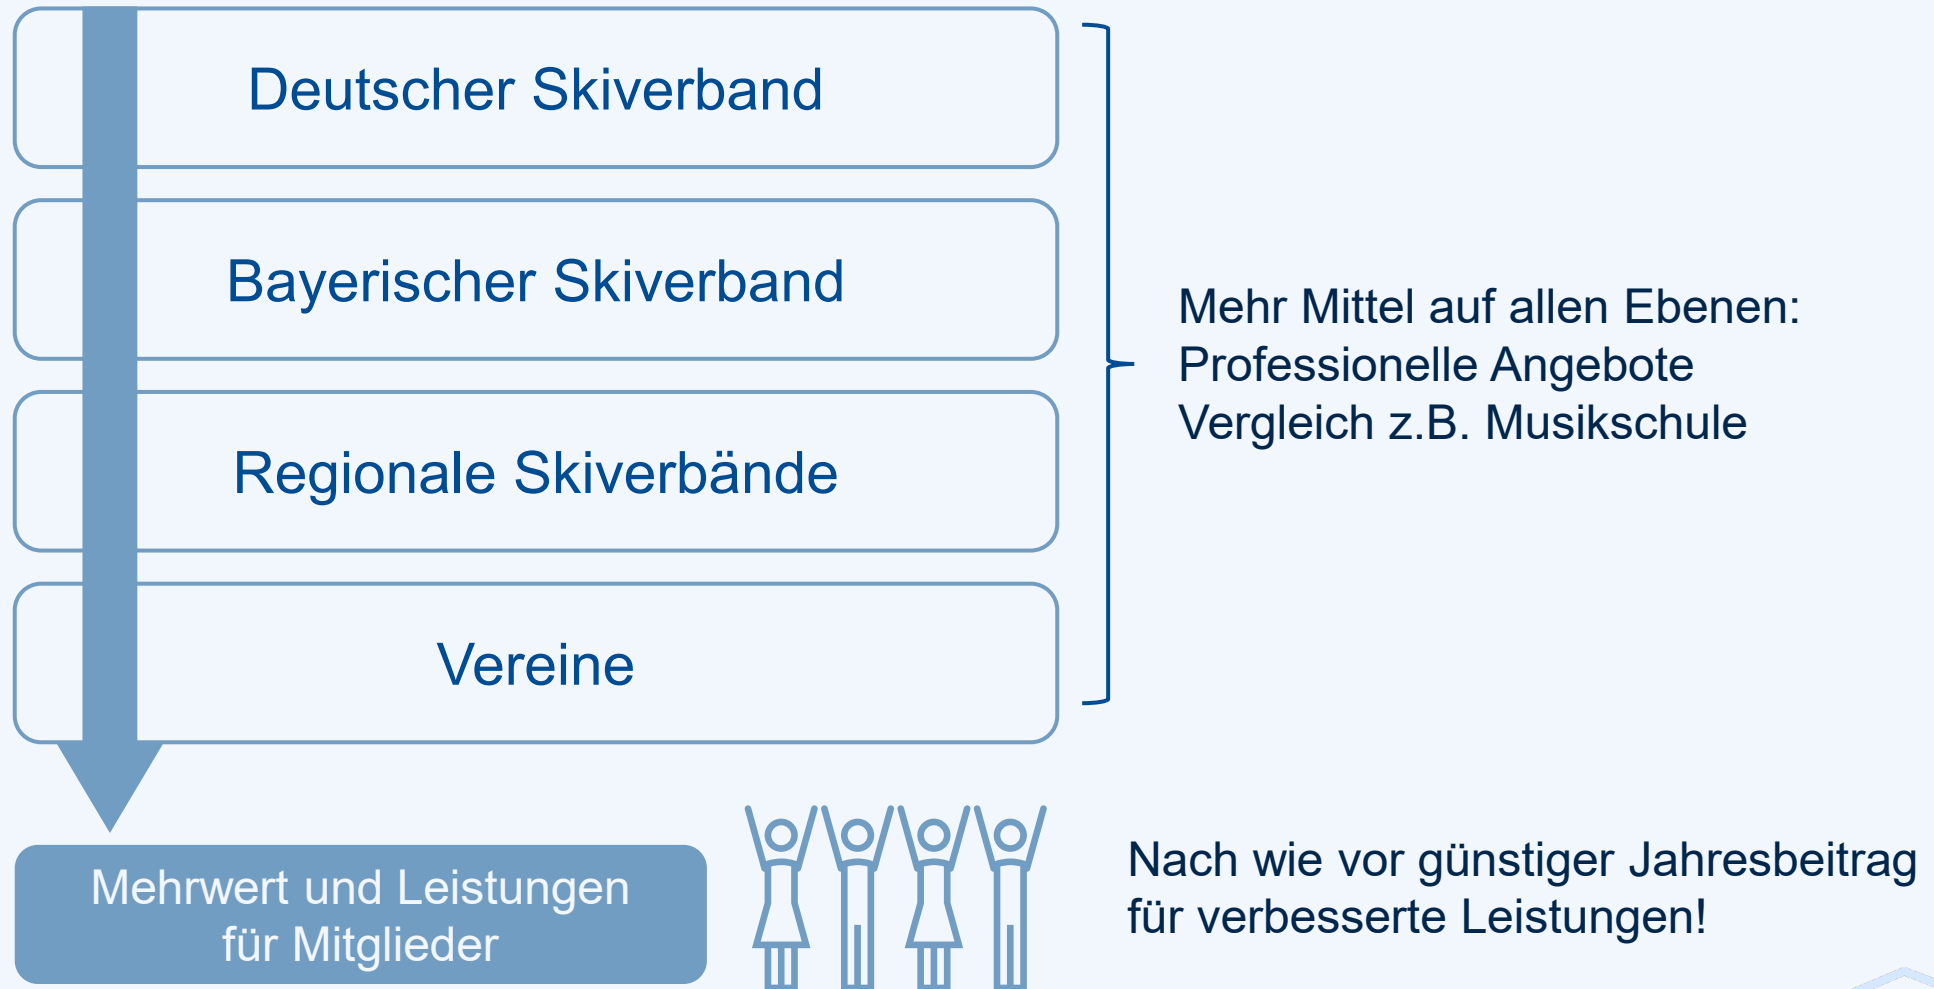 Deutscher Skiverband
Bayerischer Skiverband
Regionale Skiverbände
Vereine
Mehr Mittel auf allen Ebenen:
Professionelle Angebote
Vergleich z.B. Musikschule
Mehrwert und Leistungen
für Mitglieder
Nach wie vor günstiger Jahresbeitrag
für verbesserte Leistungen!